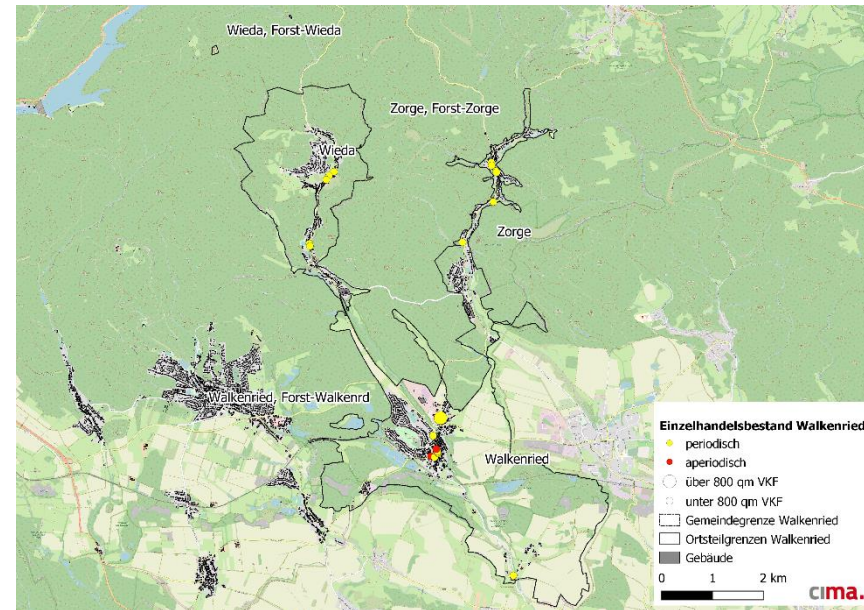 Wieda, Forst-Wieda
Zorge, Forst-Zorge
Wieda
Zorge
Walkenried, Forst-Walkenrd
Walkenried
Einzelhandelsbestand Walkenried
periodisch
aperiodisch
über 800 qm VKF
unter 800 qm VKF
Gemeindegrenze Walkenried
Ortsteilgrenzen Walkenried
Gebäude
0 1 2 km
cima.